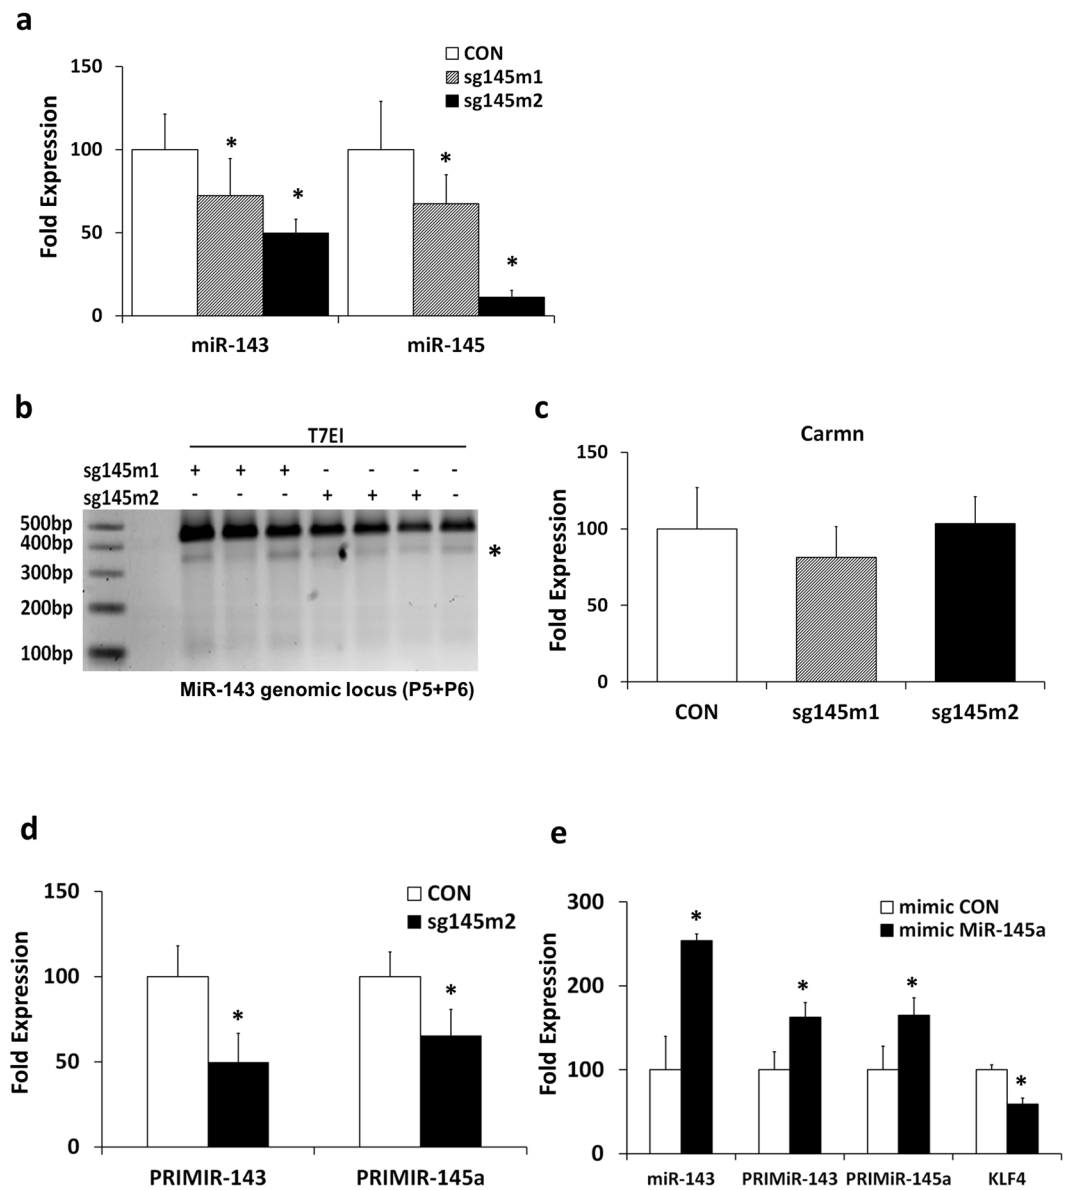 a
CON
sg145m1
sg145m2
150
100
50
0
Fold Expression
*
*
*
*
miR-143
miR-145
b
T7EI
sg145m1 + + + - - - -
sg145m2 - - - + + + -
500bp
400bp
300bp
200bp
100bp
*
MiR-143 genomic locus (P5+P6)
c
Carmn
150
100
50
0
Fold Expression
CON
sg145m1
sg145m2
d
CON
sg145m2
150
100
50
0
Fold Expression
*
*
PRIMIR-143
PRIMIR-145a
e
mimic CON
mimic MiR-145a
300
200
100
0
Fold Expression
*
*
*
*
miR-143
PRIMiR-143
PRIMiR-145a
KLF4